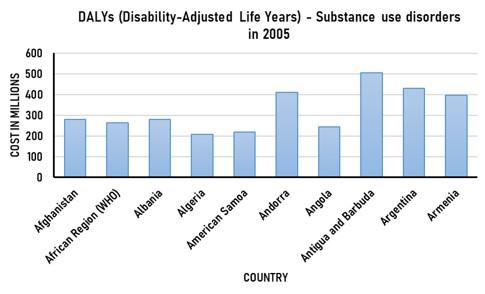 DALYs (Disability-Adjusted Life Years) - Substance use disorders
in 2005
COST IN MILLIONS
600
500
400
300
200
100
0
Afghanistan
African Region (WHO)
Albania
Algeria
American Samoa
Andorra
Angola
Antigua and Barbuda
Argentina
Armenia
COUNTRY